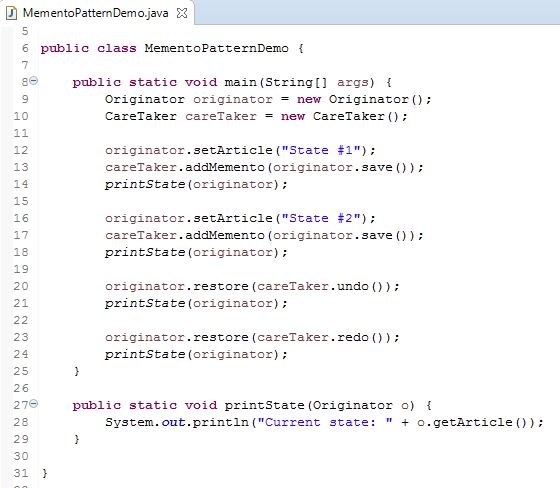 MementoPatternDemo.java
5
6 public class MementoPatternDemo {
7
8 public static void main(String[] args) {
9 Originator originator = new Originator();
10 CareTaker careTaker = new CareTaker();
11
12 originator.setArticle("State #1");
13 careTaker.addMemento(originator.save());
14 printState(originator);
15
16 originator.setArticle("State #2");
17 careTaker.addMemento(originator.save());
18 printState(originator);
19
20 originator.restore(careTaker.undo());
21 printState(originator);
22
23 originator.restore(careTaker.redo());
24 printState(originator);
25 }
26
27 public static void printState(Originator o) {
28 System.out.println("Current state: " + o.getArticle());
29 }
30
31 }